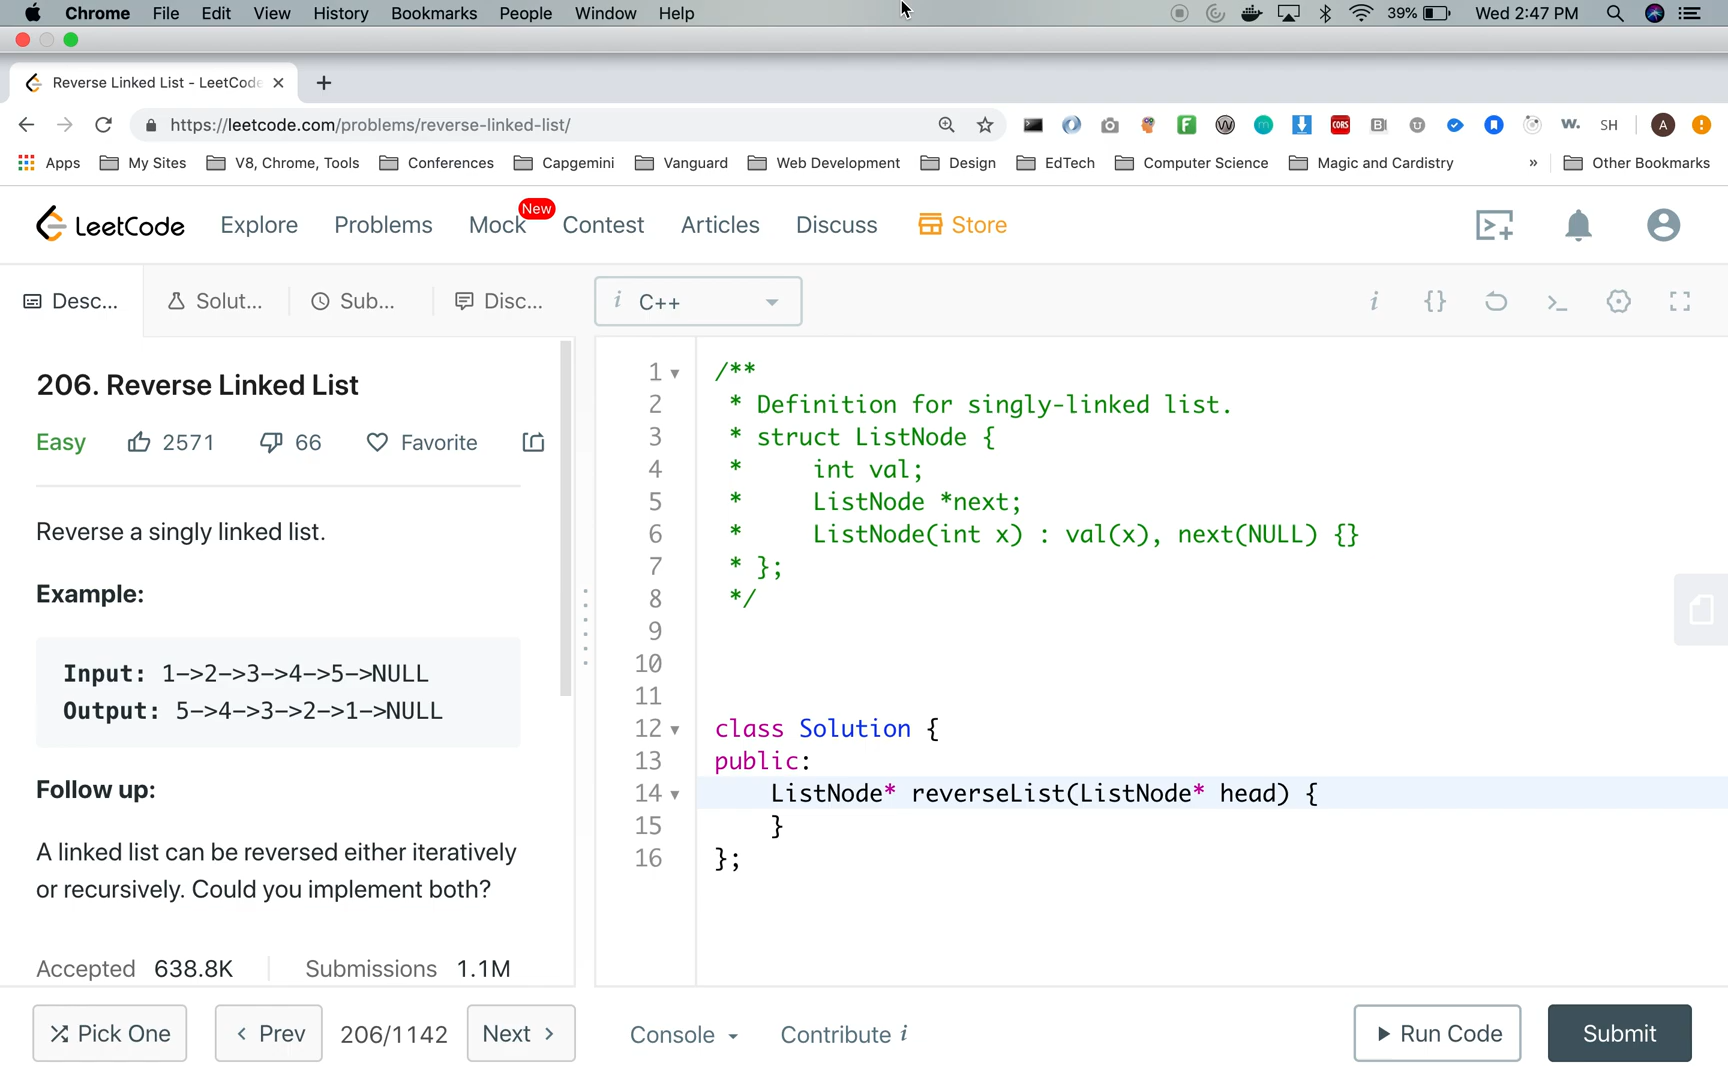 Chrome File Edit View History Bookmarks People Window Help 39% Wed 2:47 PM
Reverse Linked List - LeetCode
https://leetcode.com/problems/reverse-linked-list/
CORS SH A
Apps My Sites V8, Chrome, Tools Conferences Capgemini Vanguard Web Development Design EdTech Computer Science Magic and Cardistry » Other Bookmarks
LeetCode Explore Problems Mock New Contest Articles Discuss Store
Desc... Solut... Sub... Disc...
i C++
i {} >_
206. Reverse Linked List
Easy 2571 66 Favorite
Reverse a singly linked list.
Example:
Input: 1->2->3->4->5->NULL
Output: 5->4->3->2->1->NULL
Follow up:
A linked list can be reversed either iteratively
or recursively. Could you implement both?
Accepted 638.8K Submissions 1.1M
1 /**
2 * Definition for singly-linked list.
3 * struct ListNode {
4 * int val;
5 * ListNode *next;
6 * ListNode(int x) : val(x), next(NULL) {}
7 * };
8 */
9
10
11
12 class Solution {
13 public:
14 ListNode* reverseList(ListNode* head) {
15 }
16 };
Pick One < Prev 206/1142 Next > Console Contribute i Run Code Submit